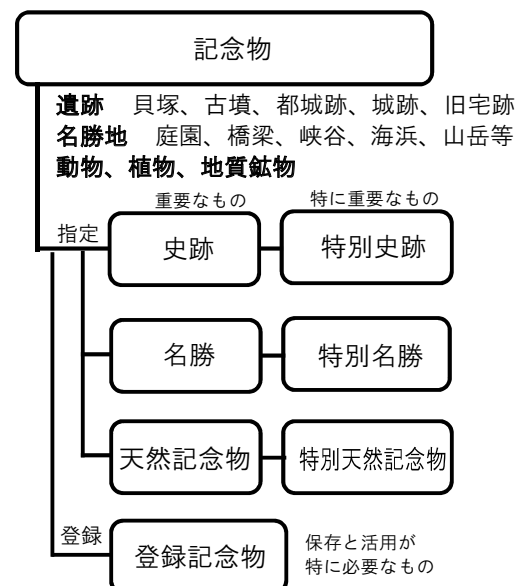 記念物
遺跡　貝塚、古墳、都城跡、城跡、旧宅跡
名勝地　庭園、橋梁、峡谷、海浜、山岳等
動物、植物、地質鉱物
重要なもの　特に重要なもの
指定　史跡　特別史跡
名勝　特別名勝
天然記念物　特別天然記念物
登録　登録記念物　保存と活用が
特に必要なもの